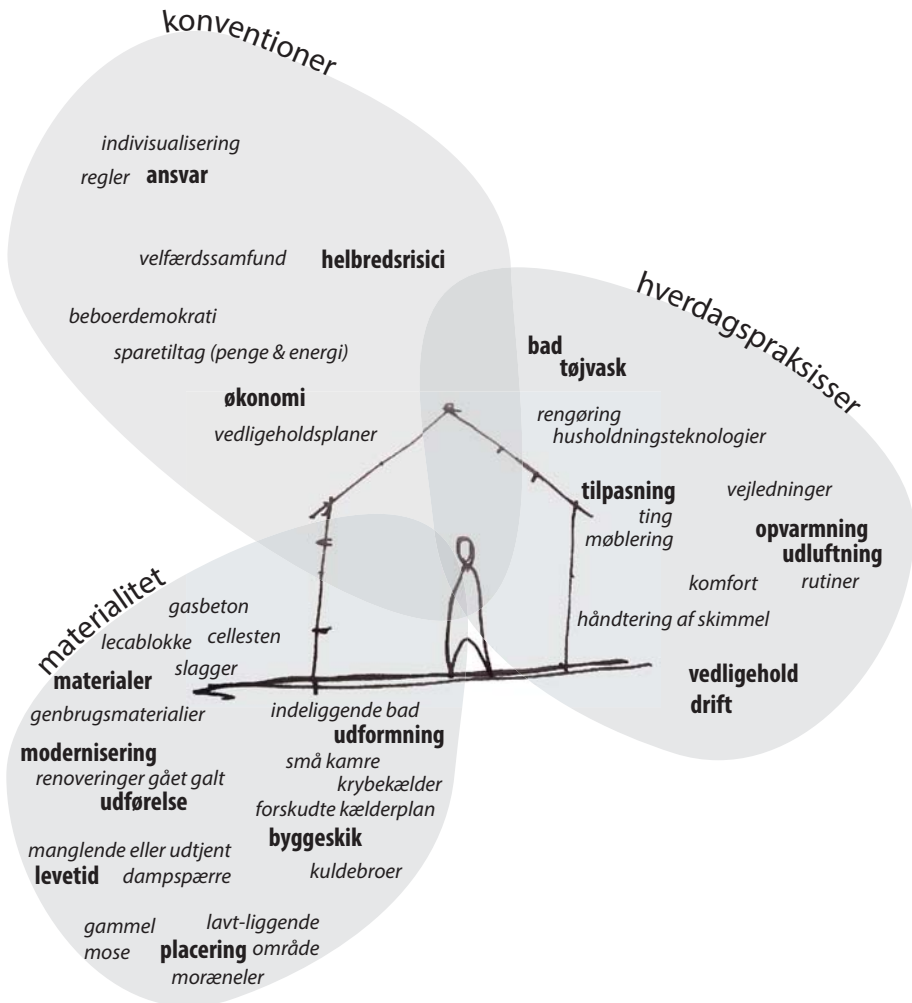 konventioner
indivisualisering
regler ansvar
velfærdssamfund helbredsrisici
beboerdemokrati
sparetiltag (penge & energi)
økonomi
vedligeholdsplaner
hverdagspraksisser
bad
tøjvask
rengøring
husholdningsteknologier
tilpasning vejledninger
ting
møblering
opvarmning
udluftning
komfort rutiner
håndtering af skimmel
vedligehold
drift
materialitet
gasbeton
lecablokke cellesten
slagger
materialer
genbrugsmaterialier
indeliggende bad
udformning
modernisering
små kamre
renoveringer gået galt
krybekælder
udførelse
forskudte kælderplan
byggeskik
manglende eller udtjent
levetid dampspærre
kuldebroer
gammel lavt-liggende
mose placering område
moræneler